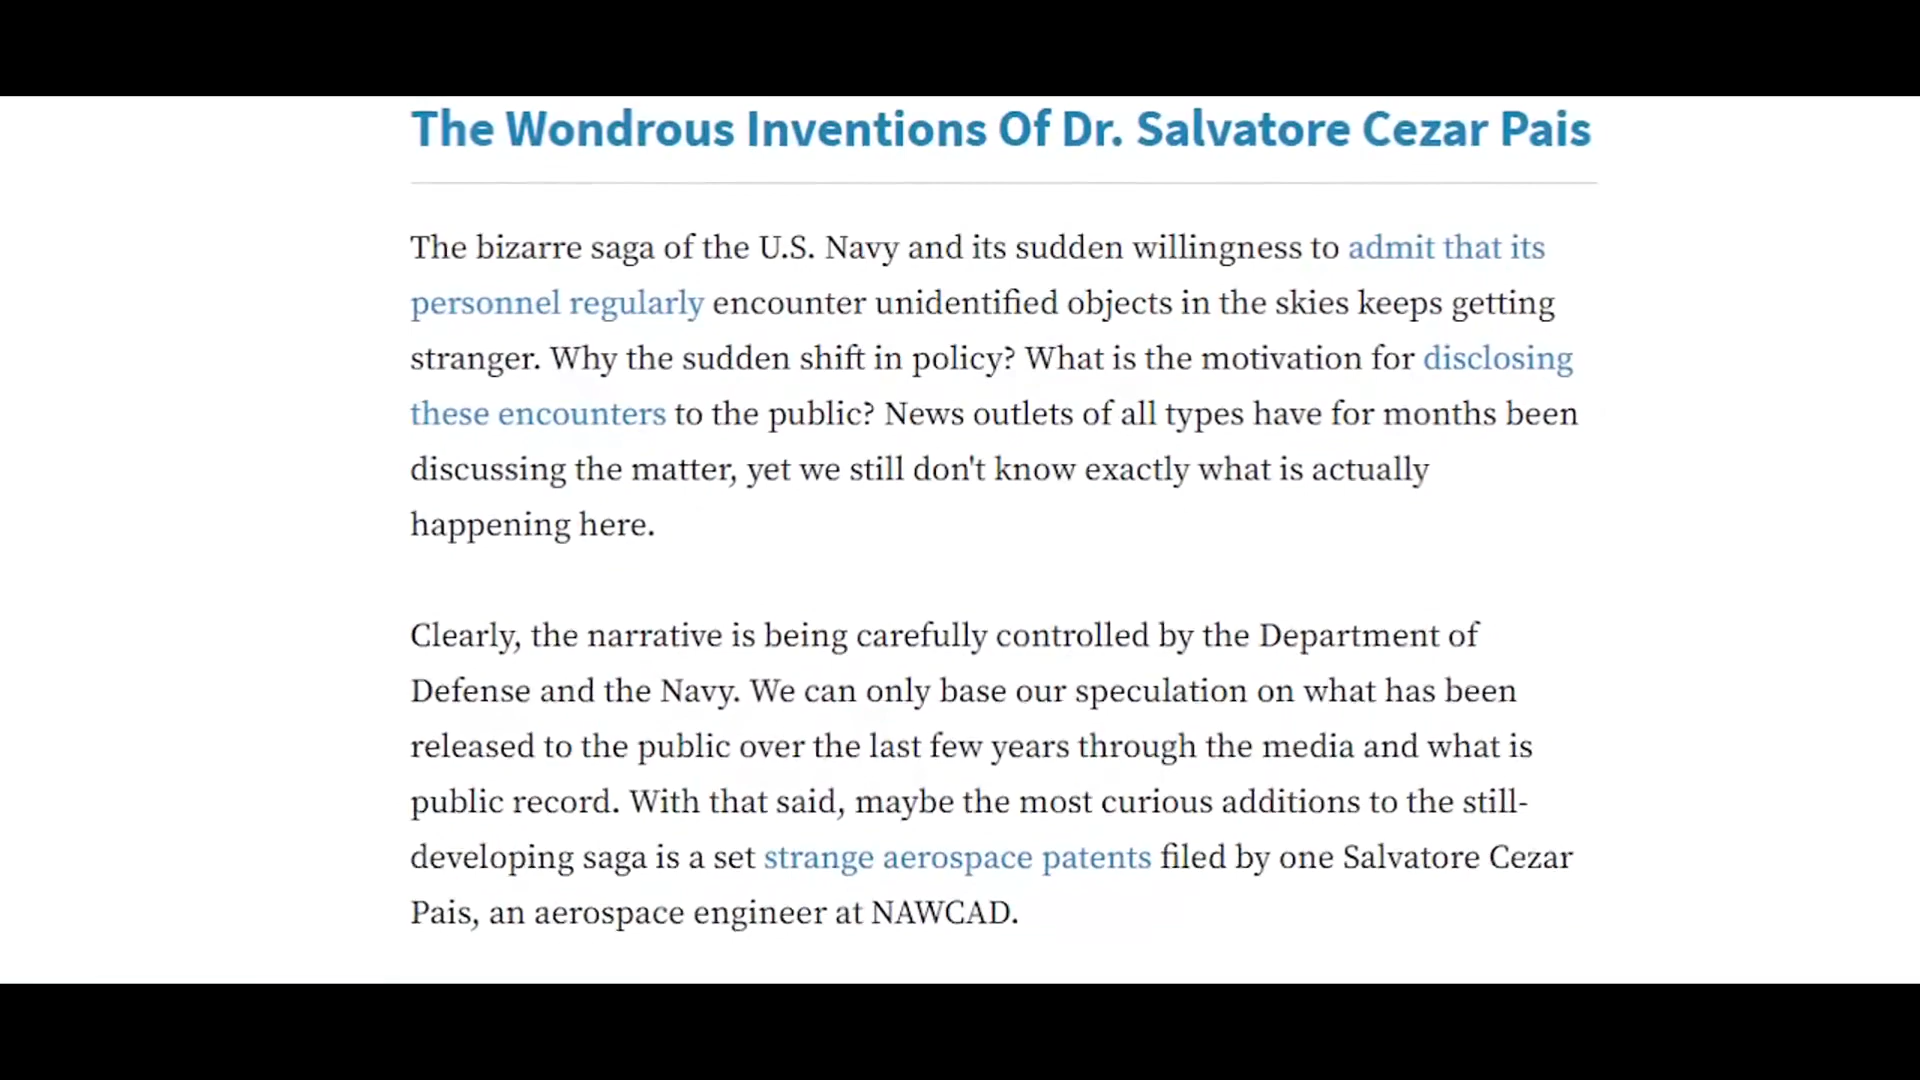 The Wondrous Inventions Of Dr. Salvatore Cezar Pais
The bizarre saga of the U.S. Navy and its sudden willingness to admit that its
personnel regularly encounter unidentified objects in the skies keeps getting
stranger. Why the sudden shift in policy? What is the motivation for disclosing
these encounters to the public? News outlets of all types have for months been
discussing the matter, yet we still don't know exactly what is actually
happening here.
Clearly, the narrative is being carefully controlled by the Department of
Defense and the Navy. We can only base our speculation on what has been
released to the public over the last few years through the media and what is
public record. With that said, maybe the most curious additions to the still-
developing saga is a set strange aerospace patents filed by one Salvatore Cezar
Pais, an aerospace engineer at NAWCAD.